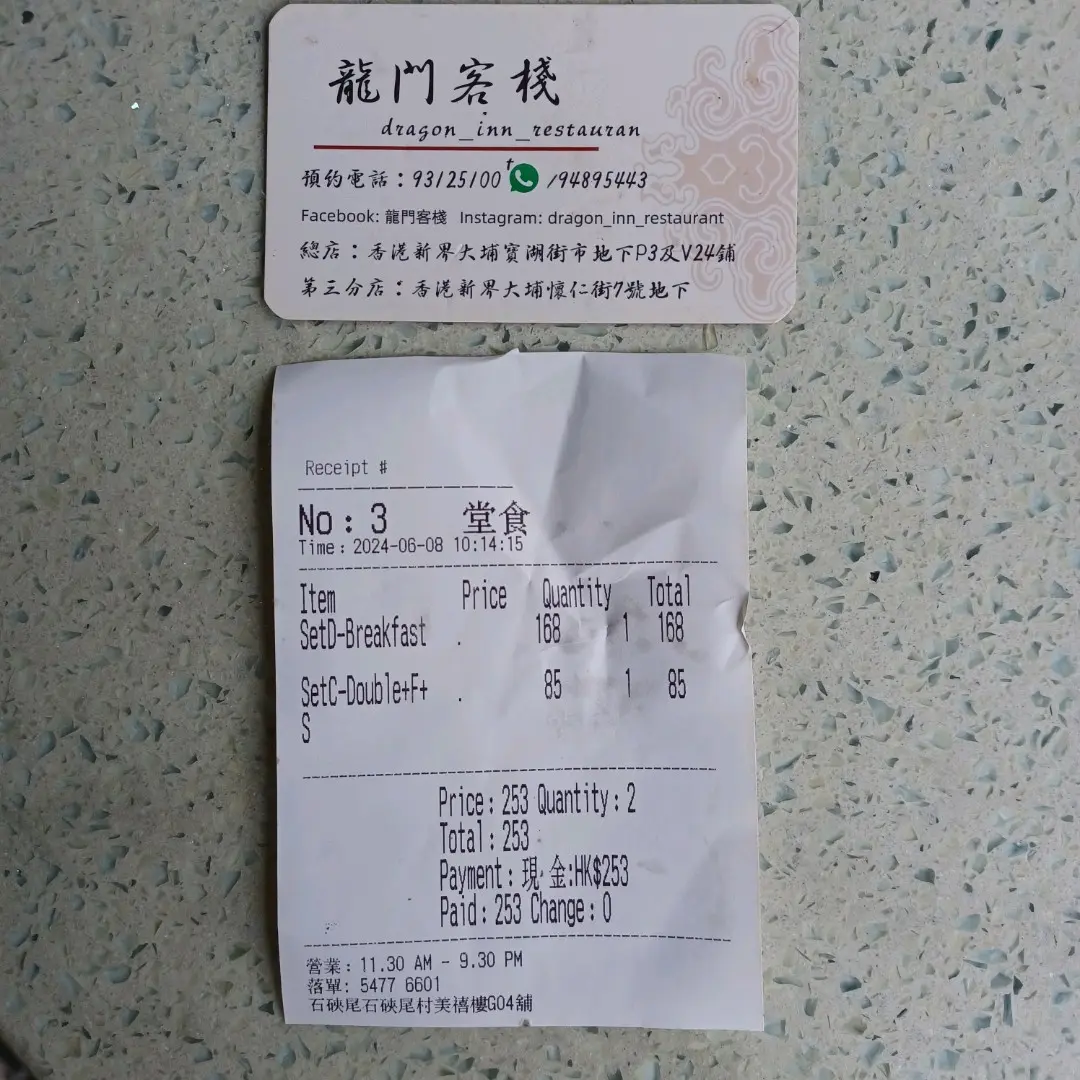 龍門客棧
dragon_inn_restauran
t
預約電話：93125100 /94895443
Facebook: 龍門客棧 Instagram: dragon_inn_restaurant
總店：香港新界大埔寶湖街市地下P3及V24鋪
第三分店：香港新界大埔懷仁街7號地下
Receipt #
No: 3 堂食
Time: 2024-06-08 10:14:15
Item Price Quantity Total
SetD-Breakfast . 168 1 168
SetC-Double+F+ . 85 1 85
S
Price: 253 Quantity: 2
Total: 253
Payment: 現金:HK$253
Paid: 253 Change: 0
營業: 11.30 AM - 9.30 PM
落單: 5477 6601
石硤尾石硤尾村美禧樓G04舖